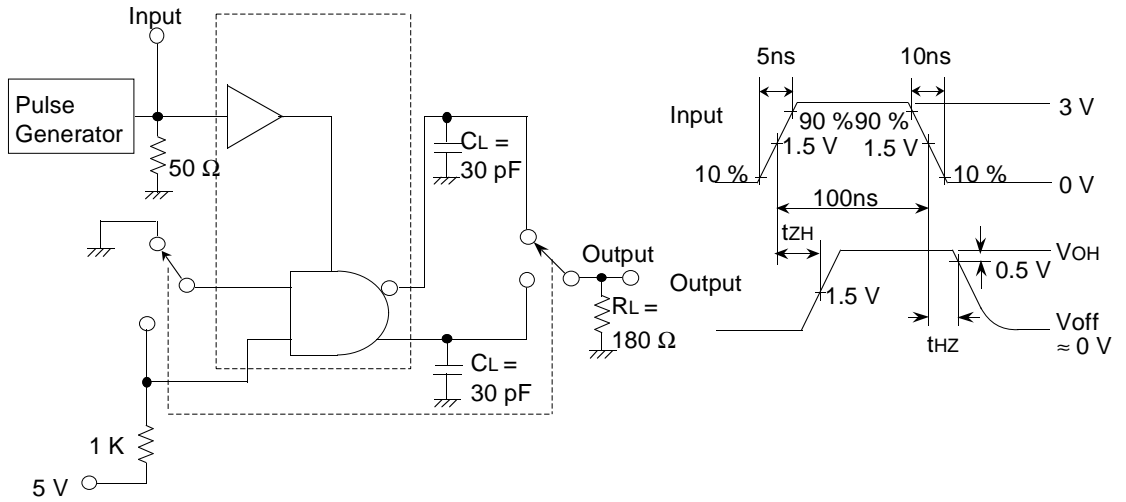 Input
Pulse
Generator
50 Ω
CL =
30 pF
Output
RL =
180 Ω
CL =
30 pF
1 K
5 V
5ns
10ns
Input
3 V
90 %
90 %
1.5 V
1.5 V
10 %
10 %
0 V
100ns
tZH
Output
VOH
0.5 V
1.5 V
tHZ
Voff
≈ 0 V